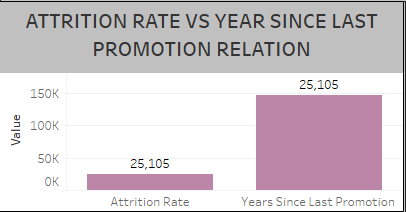 ATTRITION RATE VS YEAR SINCE LAST
PROMOTION RELATION
25,105
150K
100K
Value
50K
25,105
0K
Attrition Rate
Years Since Last Promotion